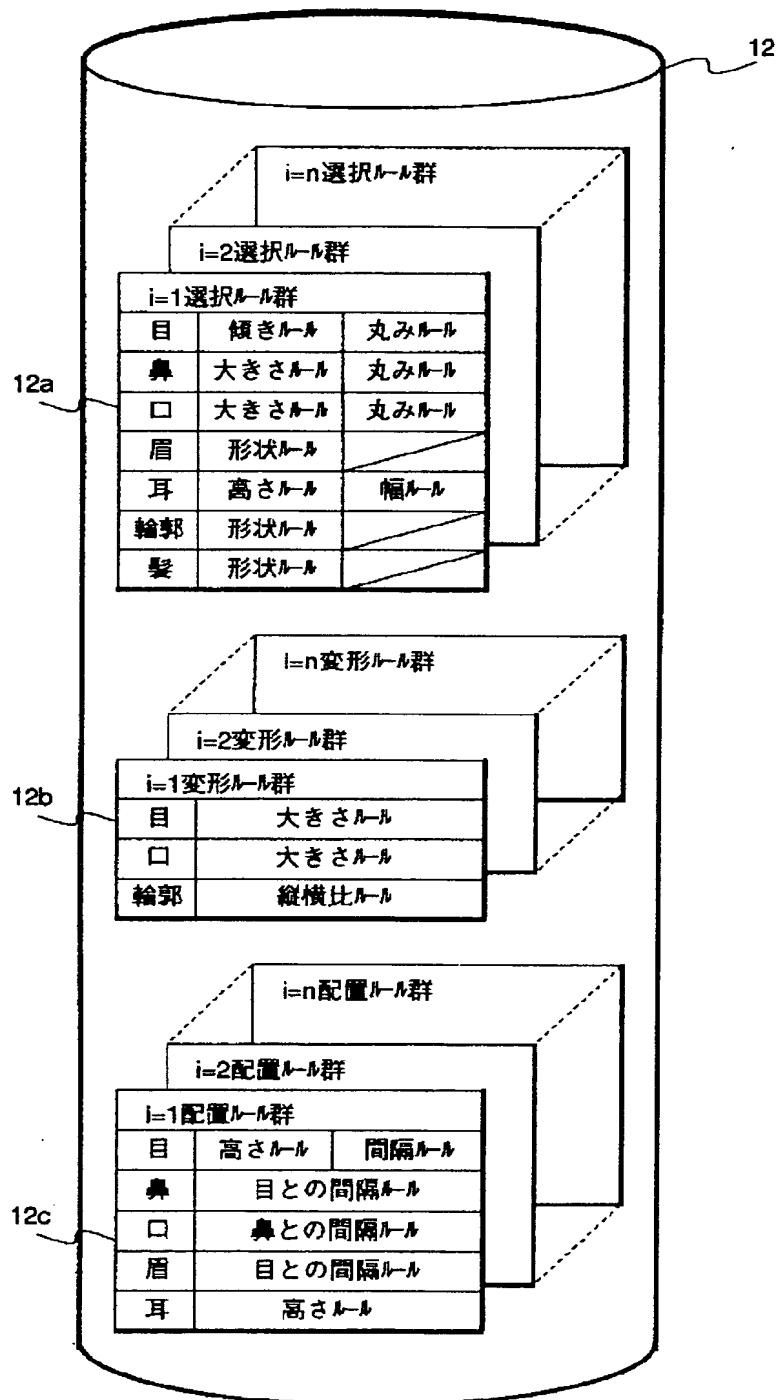 12
i=n選択ルール群
i=2選択ルール群
i=1選択ルール群
目 傾きルール 丸みルール
12a
鼻 大きさルール 丸みルール
口 大きさルール 丸みルール
眉 形状ルール
耳 高さルール 幅ルール
輪郭 形状ルール
髪 形状ルール
i=n変形ルール群
i=2変形ルール群
i=1変形ルール群
12b
目 大きさルール
口 大きさルール
輪郭 縦横比ルール
i=n配置ルール群
i=2配置ルール群
i=1配置ルール群
目 高さルール 間隔ルール
鼻 目との間隔ルール
12c
口 鼻との間隔ルール
眉 目との間隔ルール
耳 高さルール